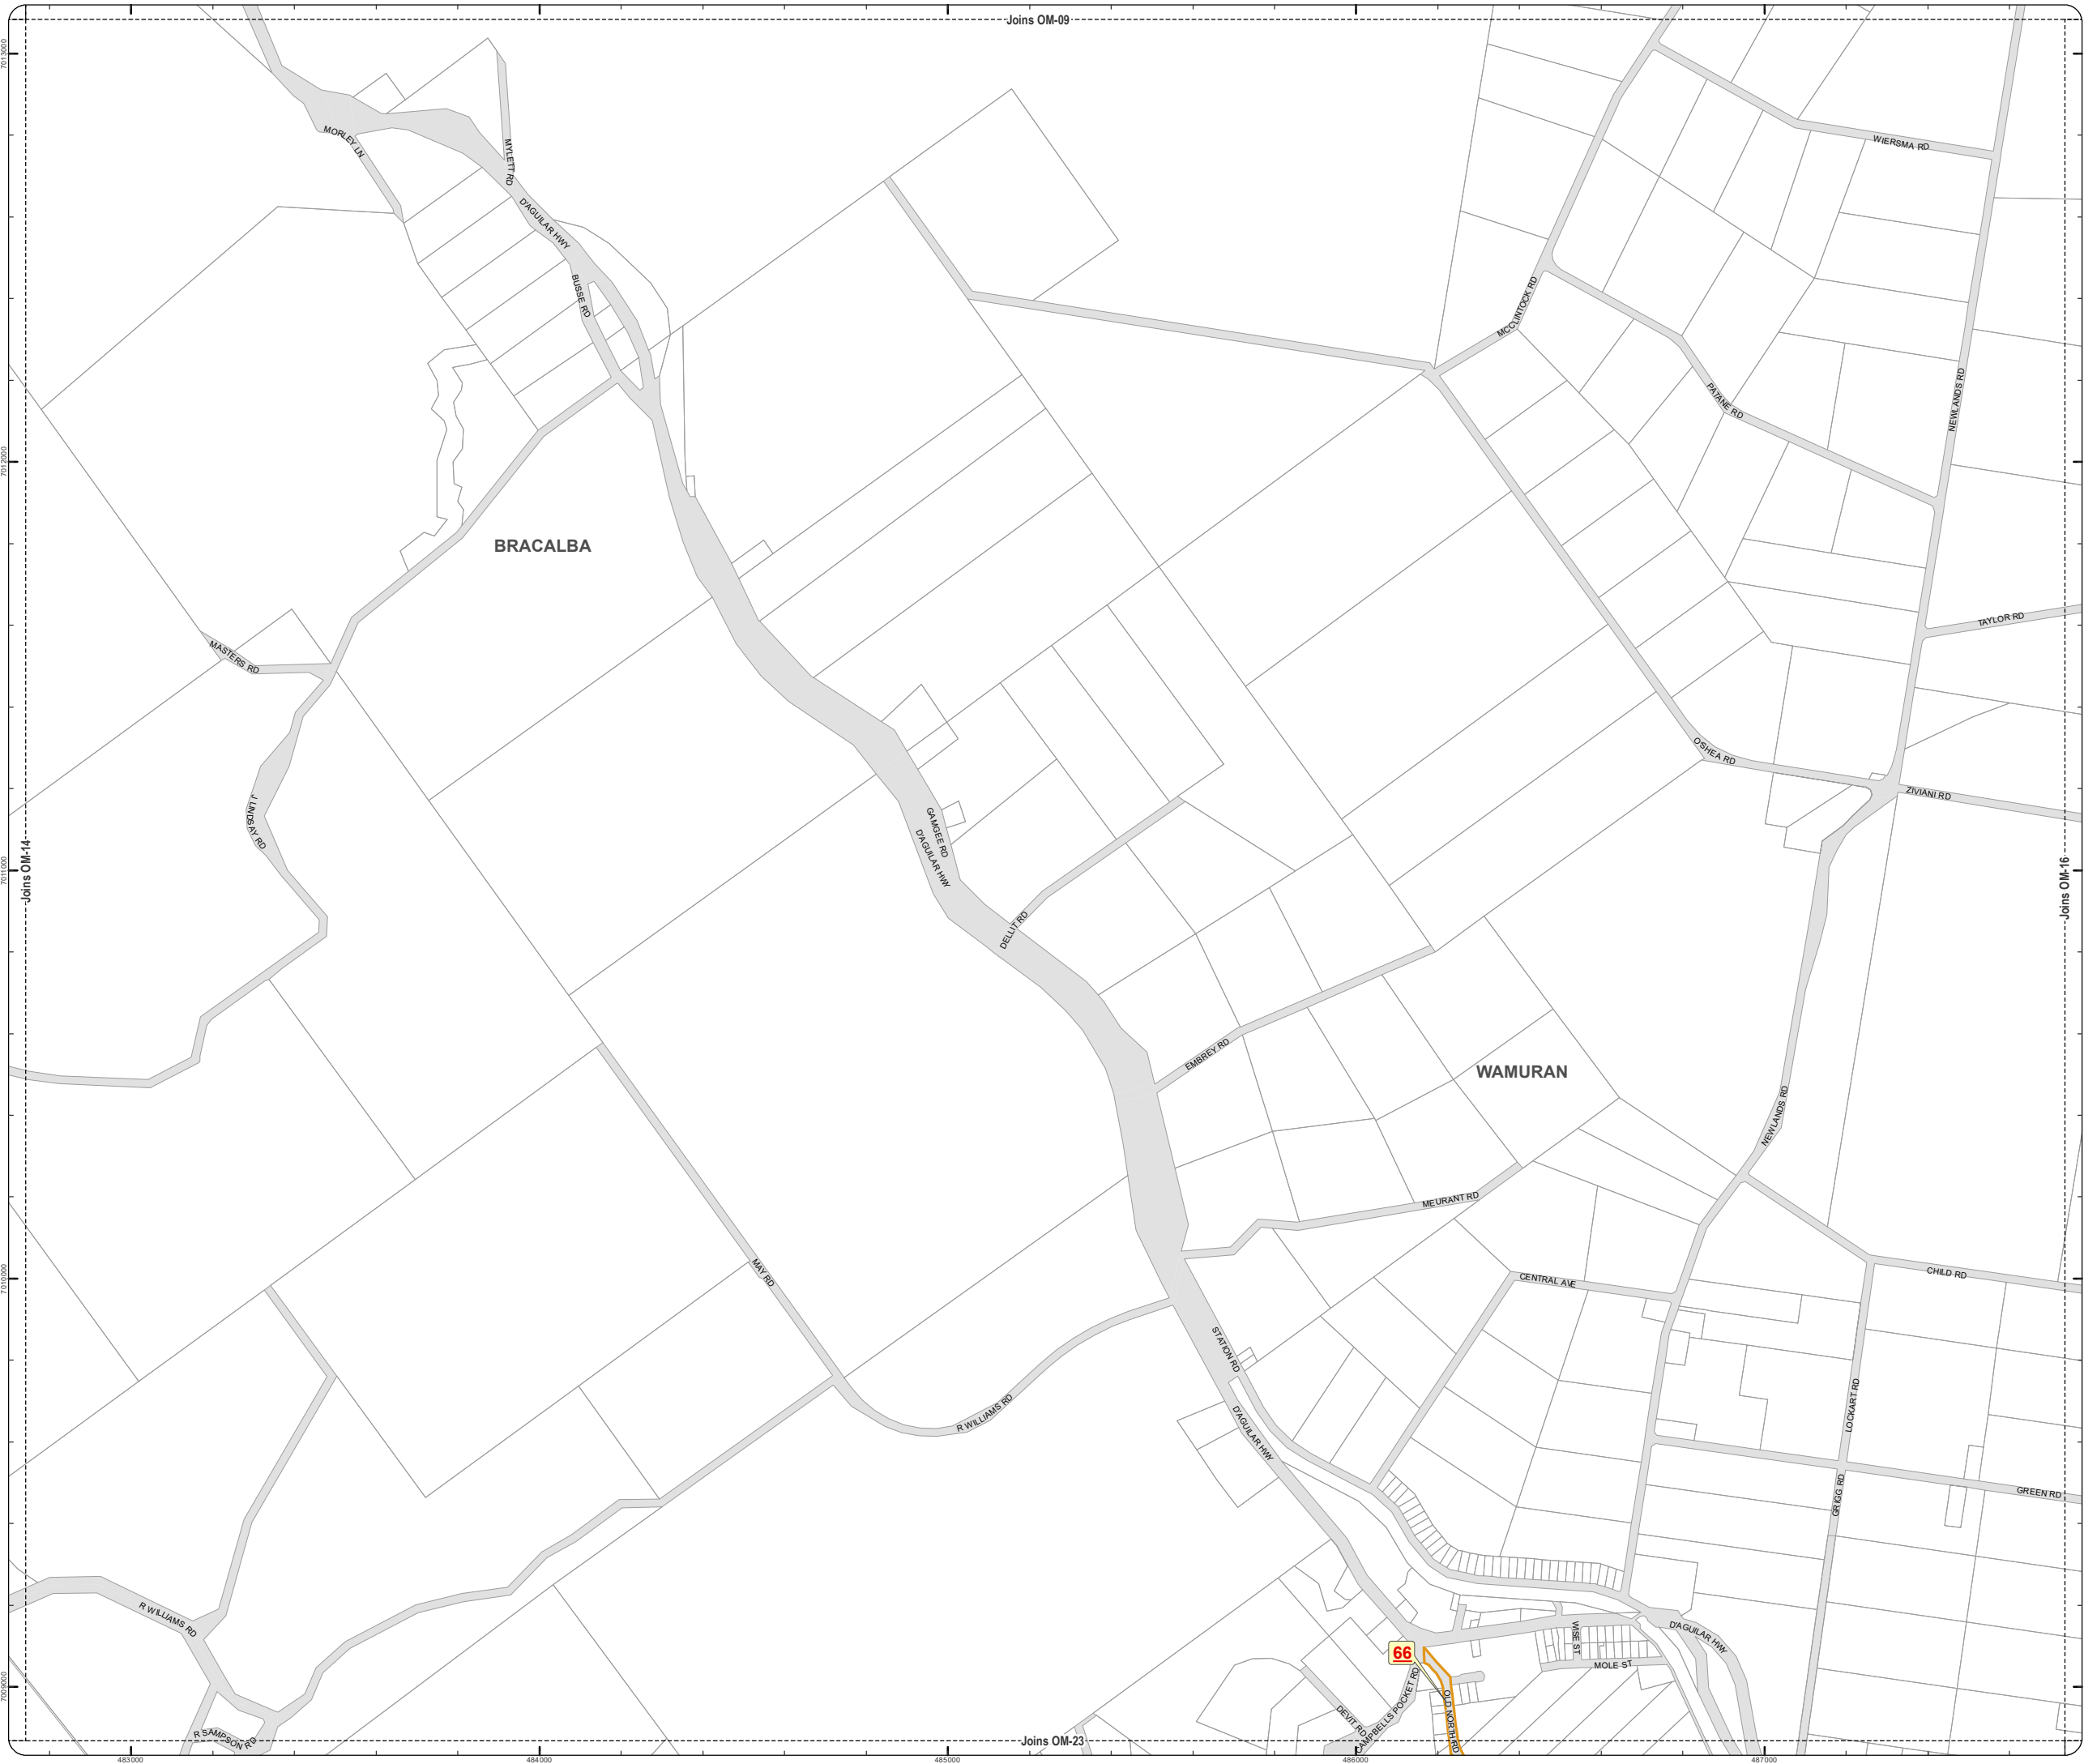 Joins OM-09
7013000
MORLEY LN
MYLETT RD
WIERSMA RD
D'AGUILAR HWY
BUSSE RD
MCCLINTOCK RD
PATANE RD
NEWLANDS RD
7012000
BRACALBA
TAYLOR RD
MASTERS RD
OSHEA RD
ZIVIANI RD
J LINDSAY RD
GAMGEE RD
D'AGUILAR HWY
7011000
Joins OM-14
Joins OM-16
DELLIT RD
EMBREY RD
WAMURAN
NEWLANDS RD
MEURANT RD
7010000
MAY RD
CENTRAL AVE
CHILD RD
STATION RD
R WILLIAMS RD
D'AGUILAR HWY
LOCKART RD
GRIGG RD
GREEN RD
R WILLIAMS RD
WISE ST
D'AGUILAR HWY
66
MOLE ST
7009000
CAMPBELLS POCKET RD
DEVIT RD
OLD NORTH RD
R SAMPSON RD
Joins OM-23
483000
484000
485000
486000
487000